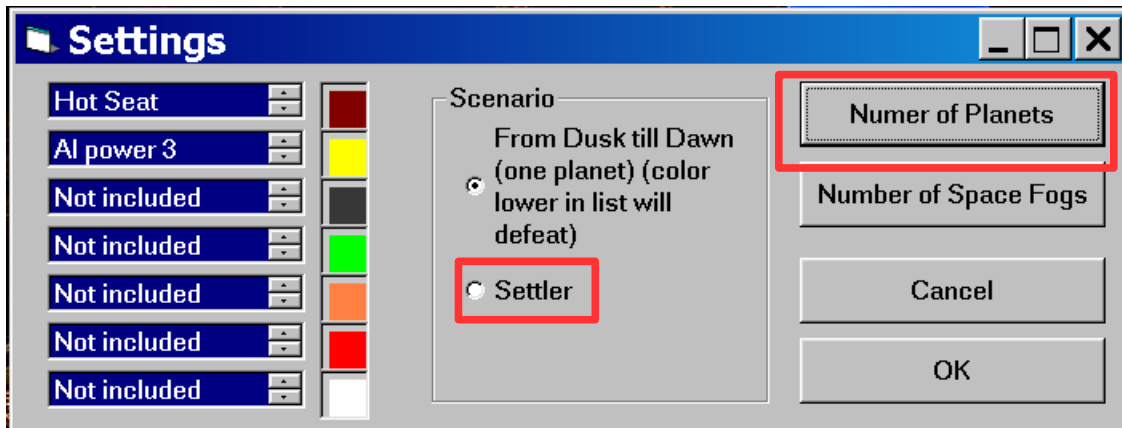 Settings
Hot Seat
AI power 3
Not included
Not included
Not included
Not included
Not included
Scenario
From Dusk till Dawn
(one planet) (color
lower in list will
defeat)
Settler
Numer of Planets
Number of Space Fogs
Cancel
OK